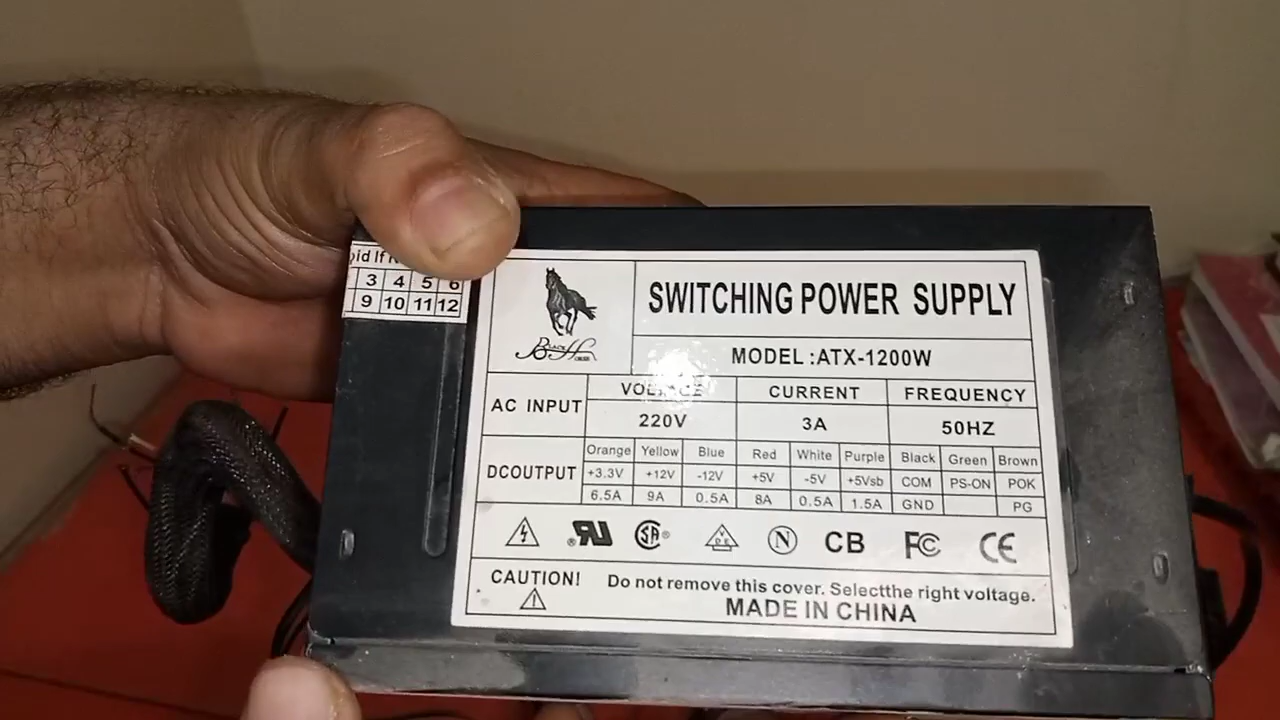 3 4 5 6
9 10 11 12
SWITCHING POWER SUPPLY
MODEL :ATX-1200W
AC INPUT
VOLTAGE CURRENT FREQUENCY
220V 3A 50HZ
DCOUTPUT
Orange Yellow Blue Red White Purple Black Green Brown
+3.3V +12V -12V +5V -5V +5Vsb COM PS-ON POK
6.5A 9A 0.5A 8A 0.5A 1.5A GND PG
CB FC CE
CAUTION! Do not remove this cover. Selectthe right voltage.
MADE IN CHINA